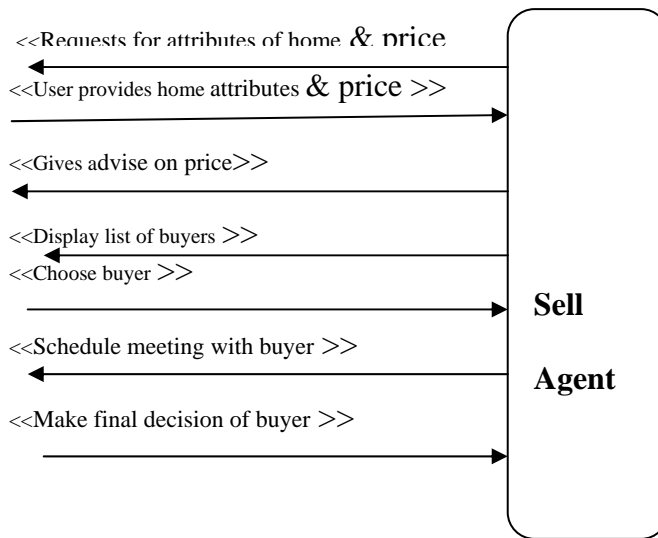 <<Requests for attributes of home & price
<<User provides home attributes & price >>
<<Gives advise on price>>
<<Display list of buyers >>
<<Choose buyer >>
Sell
<<Schedule meeting with buyer >>
Agent
<<Make final decision of buyer >>